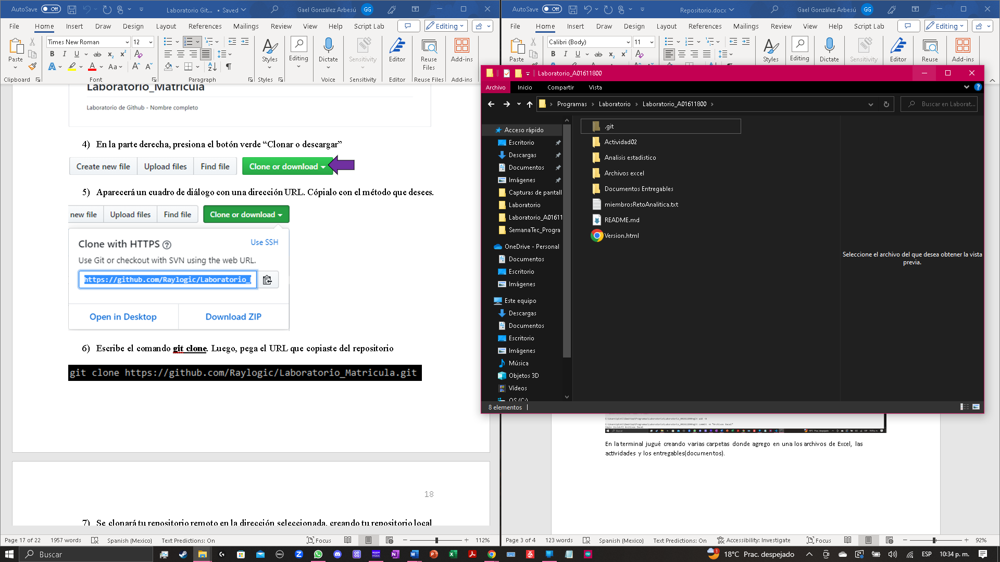 AutoSave Off Laboratorio Git... • Saved Gael González Arbesú GG
File Home Insert Draw Design Layout References Mailings Review View Help Script Lab Editing
Times New Roman 12
Paste Styles Editing Dictate Sensitivity Editor Reuse Files Add-ins
Clipboard Font Paragraph Styles Voice Sensitivity Editor Reuse Files Add-ins
Laboratorio_Matricula
Laboratorio de Github - Nombre completo
4) En la parte derecha, presiona el botón verde “Clonar o descargar”
Create new file Upload files Find file Clone or download
5) Aparecerá un cuadro de diálogo con una dirección URL. Cópialo con el método que desees.
new file Upload files Find file Clone or download
Clone with HTTPS Use SSH
Use Git or checkout with SVN using the web URL.
https://github.com/Raylogic/Laboratorio_
Open in Desktop Download ZIP
6) Escribe el comando git clone. Luego, pega el URL que copiaste del repositorio
git clone https://github.com/Raylogic/Laboratorio_Matricula.git
18
7) Se clonará tu repositorio remoto en la dirección seleccionada, creando tu repositorio local
Page 17 of 22 1957 words Spanish (Mexico) Text Predictions: On Focus 112%
AutoSave Off Repositorio.docx Gael González Arbesú GG
File Home Insert Draw Design Layout References Mailings Review View Help Script Lab Editing
Calibri (Body) 11
Paste Styles Editing Dictate Sensitivity Editor Reuse Add-ins
Laboratorio_A01611800
Archivo Inicio Compartir Vista
Programas Laboratorio Laboratorio_A01611800 Buscar en Laborat...
Acceso rápido
Escritorio
Descargas
Documentos
Imágenes
Capturas de pantall
Laboratorio
Laboratorio_A01611
SemanaTec_Progra
OneDrive - Personal
Documentos
Escritorio
Imágenes
Este equipo
Descargas
Documentos
Escritorio
Imágenes
Música
Objetos 3D
Vídeos
OS (C:)
.git
Actividad02
Analisis estadistico
Archivos excel
Documentos Entregables
miembrosRetoAnalitica.txt
README.md
Version.html
Seleccione el archivo del que desea obtener la vista
previa.
8 elementos
En la terminal jugué creando varias carpetas donde agrego en una los archivos de Excel, las
actividades y los entregables(documentos).
Page 3 of 4 123 words Spanish (Mexico) Text Predictions: On Accessibility: Investigate Focus 92%
Buscar 18°C Prac. despejado ESP 10:34 p. m.